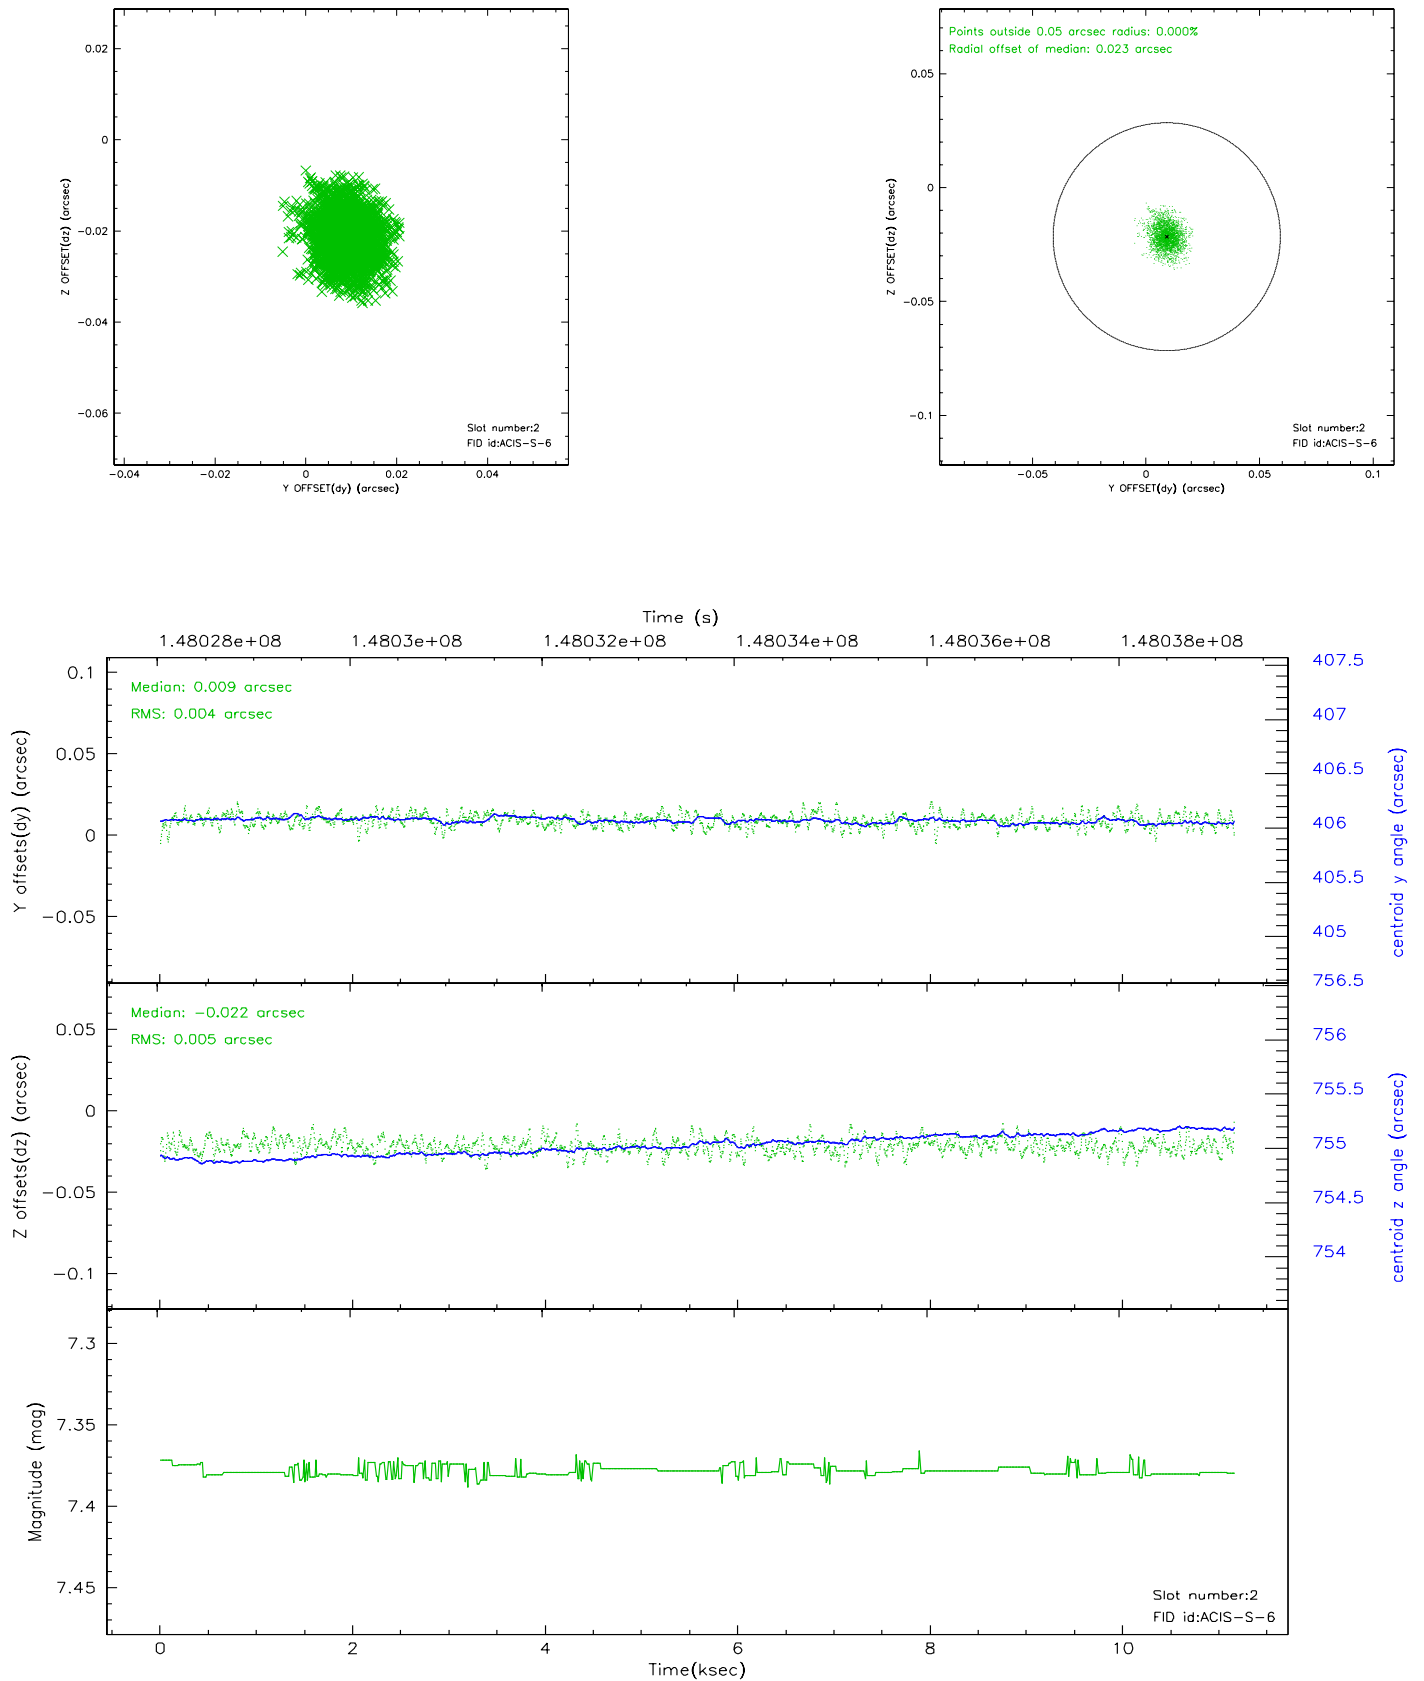 0.02
0
-0.02
-0.04
-0.06
-0.04
-0.02
0
0.02
0.04
Z OFFSET(dz) (arcsec)
Y OFFSET(dy) (arcsec)
Slot number:2
FID id:ACIS-S-6
Points outside 0.05 arcsec radius: 0.000%
Radial offset of median: 0.023 arcsec
0.05
0
-0.05
-0.1
-0.05
0
0.05
0.1
Z OFFSET(dz) (arcsec)
Y OFFSET(dy) (arcsec)
Slot number:2
FID id:ACIS-S-6
Time (s)
1.48028e+08
1.4803e+08
1.48032e+08
1.48034e+08
1.48036e+08
1.48038e+08
Median: 0.009 arcsec
RMS: 0.004 arcsec
0.1
0.05
0
-0.05
Y offsets(dy) (arcsec)
407.5
407
406.5
406
405.5
405
centroid y angle (arcsec)
Median: -0.022 arcsec
RMS: 0.005 arcsec
0.05
0
-0.05
-0.1
Z offsets(dz) (arcsec)
756.5
756
755.5
755
754.5
754
centroid z angle (arcsec)
7.3
7.35
7.4
7.45
Magnitude (mag)
Slot number:2
FID id:ACIS-S-6
0
2
4
6
8
10
Time(ksec)